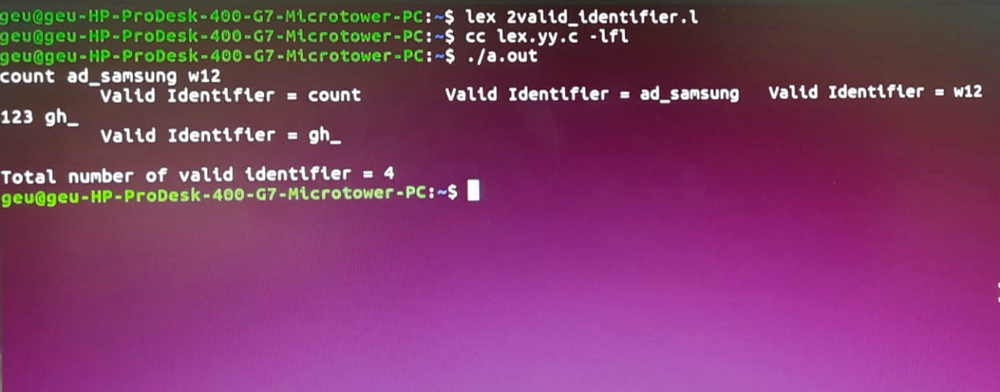 geu@geu-HP-ProDesk-400-G7-Microtower-PC:~$ lex 2valid_identifier.l
geu@geu-HP-ProDesk-400-G7-Microtower-PC:~$ cc lex.yy.c -lfl
geu@geu-HP-ProDesk-400-G7-Microtower-PC:~$ ./a.out
count ad_samsung w12
Valid Identifier = count Valid Identifier = ad_samsung Valid Identifier = w12
123 gh_
Valid Identifier = gh_
Total number of valid identifier = 4
geu@geu-HP-ProDesk-400-G7-Microtower-PC:~$